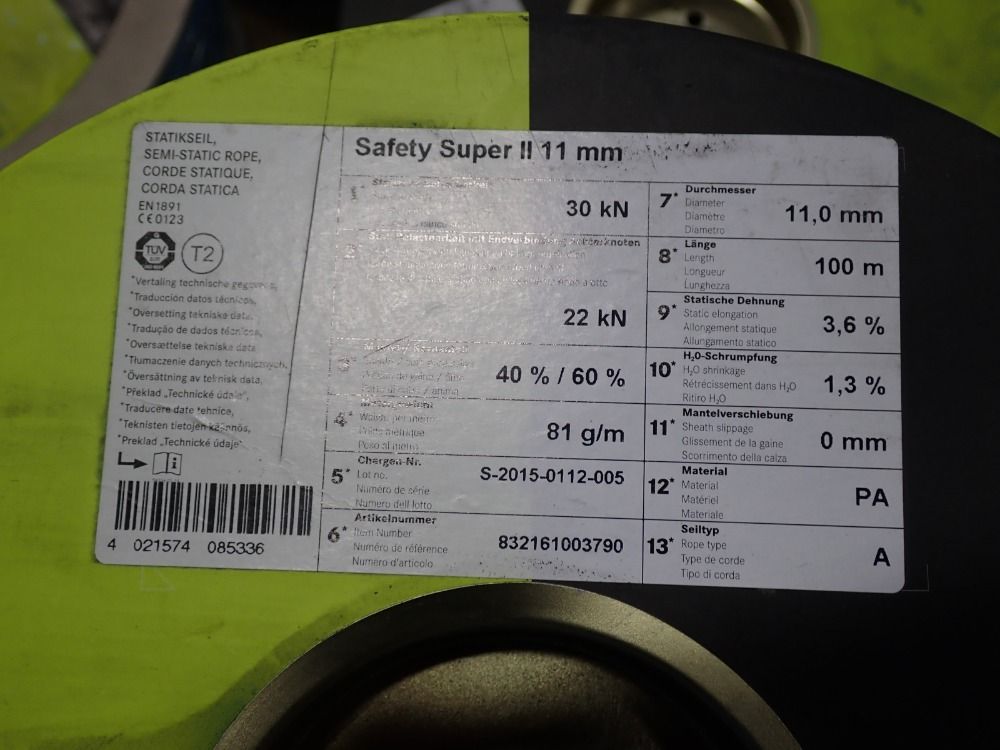 STATIKSEIL,
SEMI-STATIC ROPE,
CORDE STATIQUE,
CORDA STATICA
EN1891
CE0123
TÜV
T2
*Vertaling technische gegevens,
*Traducción datos técnicos,
*Oversetting tekniske data,
*Tradução de dados técnicos,
*Oversættelse tekniske data
*Tłumaczenie danych technicznych,
*Översättning av teknisk data,
*Překlad „Technické údaje",
*Traducere date tehnice,
*Teknisten tietojen käännös,
*Preklad „Technické údaje"
4 021574 085336
Safety Super II 11 mm
30 kN
2
22 kN
3*
40 % / 60 %
4*
81 g/m
5*
Chargen-Nr.
Lot no.
Numéro de série
Numero dell lotto
S-2015-0112-005
6*
Artikelnummer
Item Number
Numéro de référence
Numero d'articolo
832161003790
7*
Durchmesser
Diameter
Diamètre
Diametro
11,0 mm
8*
Länge
Length
Longueur
Lunghezza
100 m
9*
Statische Dehnung
Static elongation
Allongement statique
Allungamento statico
3,6 %
10*
H₂O-Schrumpfung
H₂O shrinkage
Rétrécissement dans H₂O
Ritiro H₂O
1,3 %
11*
Mantelverschiebung
Sheath slippage
Glissement de la gaine
Scorrimento della calza
0 mm
12*
Material
Material
Matériel
Materiale
PA
13*
Seiltyp
Rope type
Type de corde
Tipo di corda
A